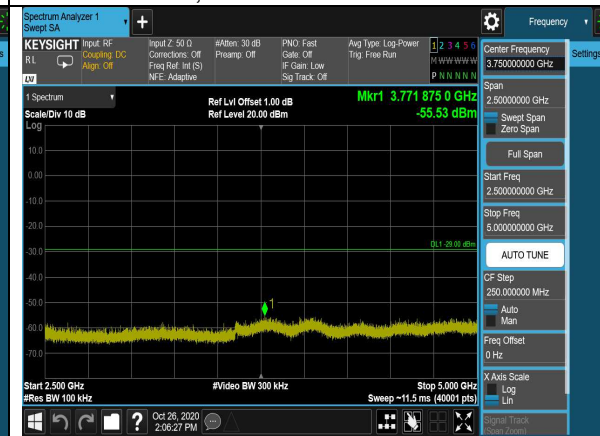 Spectrum Analyzer 1
Swept SA
Frequency
KEYSIGHT
Input: RF
Input Z: 50 Ω
#Atten: 30 dB
PNO: Fast
Avg Type: Log-Power
1 2 3 4 5 6
RL
Coupling: DC
Corrections: Off
Preamp: Off
Gate: Off
Trig: Free Run
M W W W W W
Align: Off
Freq Ref: Int (S)
IF Gain: Low
NFE: Adaptive
Sig Track: Off
P N N N N N
LXI
1 Spectrum
Ref Lvl Offset 1.00 dB
Mkr1 3.771 875 0 GHz
Scale/Div 10 dB
Ref Level 20.00 dBm
-55.53 dBm
Log
10.0
0.00
-10.0
-20.0
DL1 -29.00 dBm
-30.0
-40.0
-50.0
1
-60.0
-70.0
Start 2.500 GHz
#Video BW 300 kHz
Stop 5.000 GHz
#Res BW 100 kHz
Sweep ~11.5 ms (40001 pts)
Oct 26, 2020
2:06:27 PM
Center Frequency
3.750000000 GHz
Settings
Span
2.50000000 GHz
Swept Span
Zero Span
Full Span
Start Freq
2.500000000 GHz
Stop Freq
5.000000000 GHz
AUTO TUNE
CF Step
250.000000 MHz
Auto
Man
Freq Offset
0 Hz
X Axis Scale
Log
Lin
Signal Track
(Span Zoom)